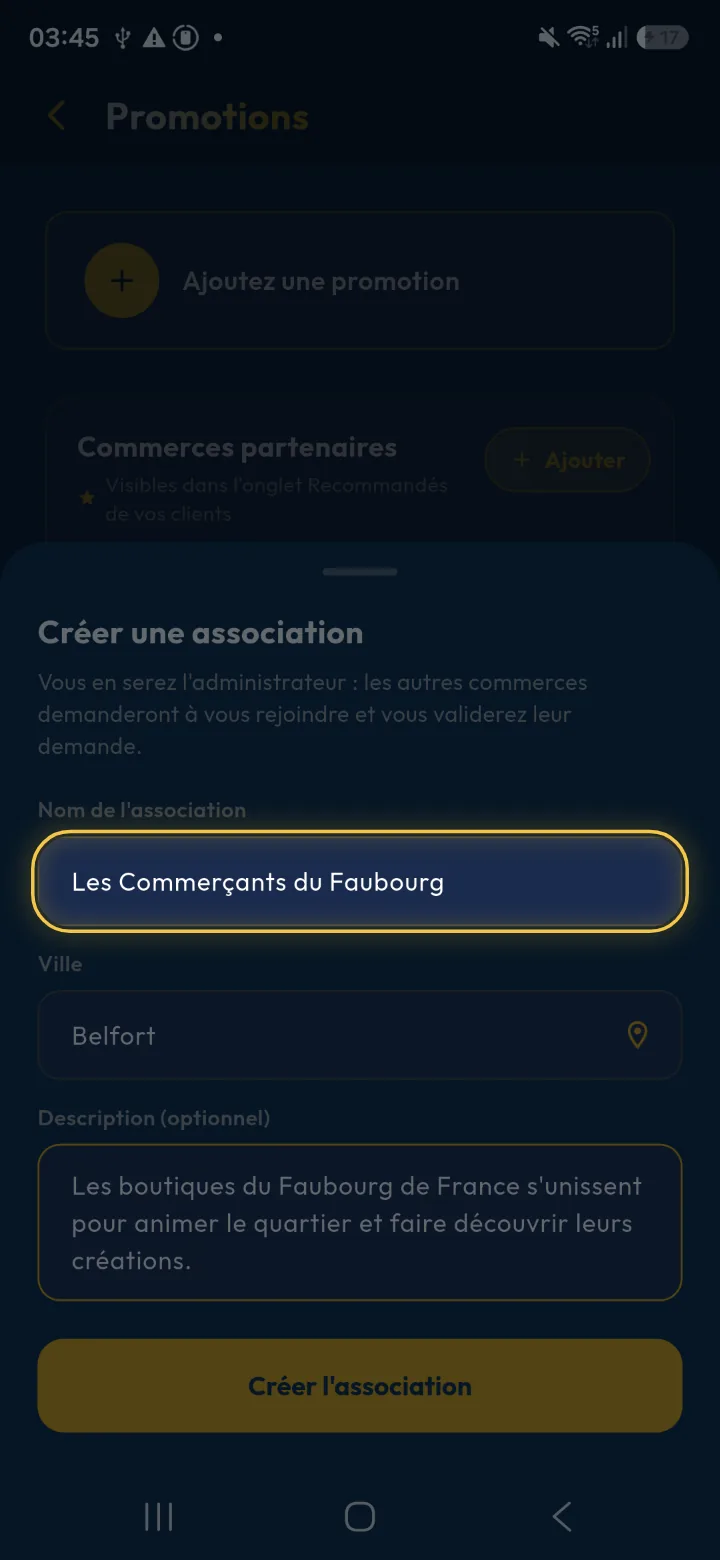 03:45
17
Promotions
Ajoutez une promotion
Commerces partenaires
+ Ajouter
Visibles dans l'onglet Recommandés
de vos clients
Créer une association
Vous en serez l'administrateur : les autres commerces
demanderont à vous rejoindre et vous validerez leur
demande.
Nom de l'association
Les Commerçants du Faubourg
Ville
Belfort
Description (optionnel)
Les boutiques du Faubourg de France s'unissent
pour animer le quartier et faire découvrir leurs
créations.
Créer l'association